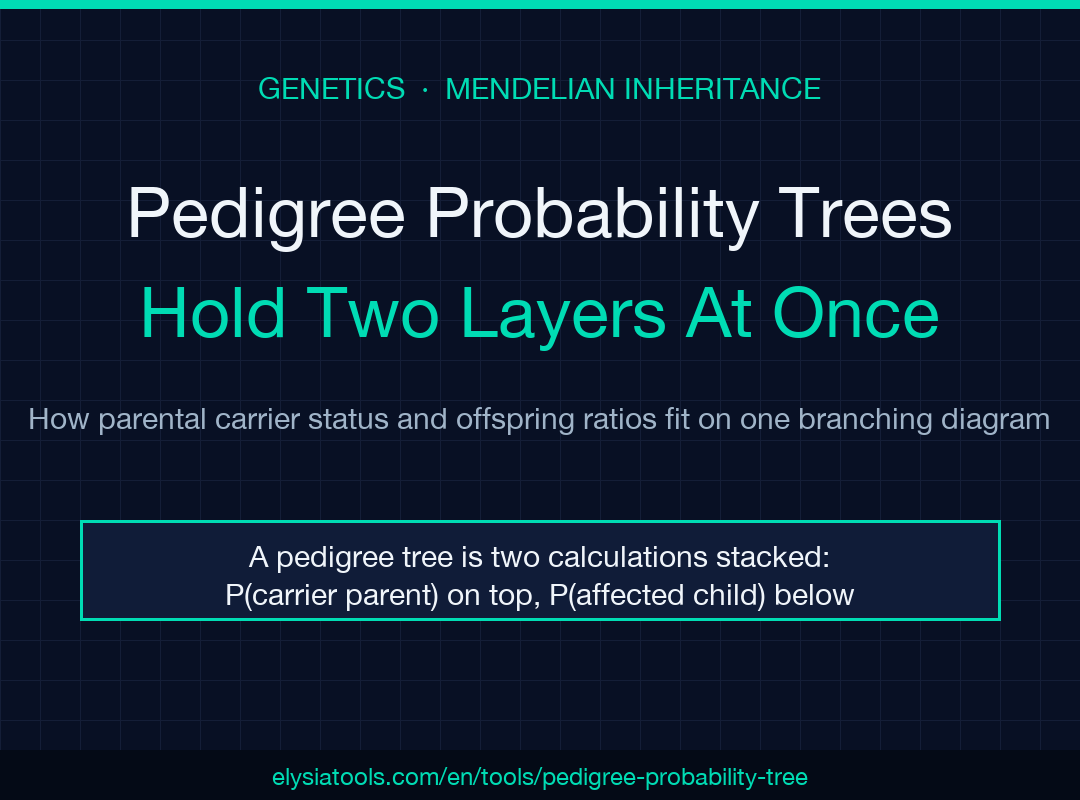 GENETICS · MENDELIAN INHERITANCE
Pedigree Probability Trees
Hold Two Layers At Once
How parental carrier status and offspring ratios fit on one branching diagram
A pedigree tree is two calculations stacked:
P(carrier parent) on top, P(affected child) below
elysiatools.com/en/tools/pedigree-probability-tree